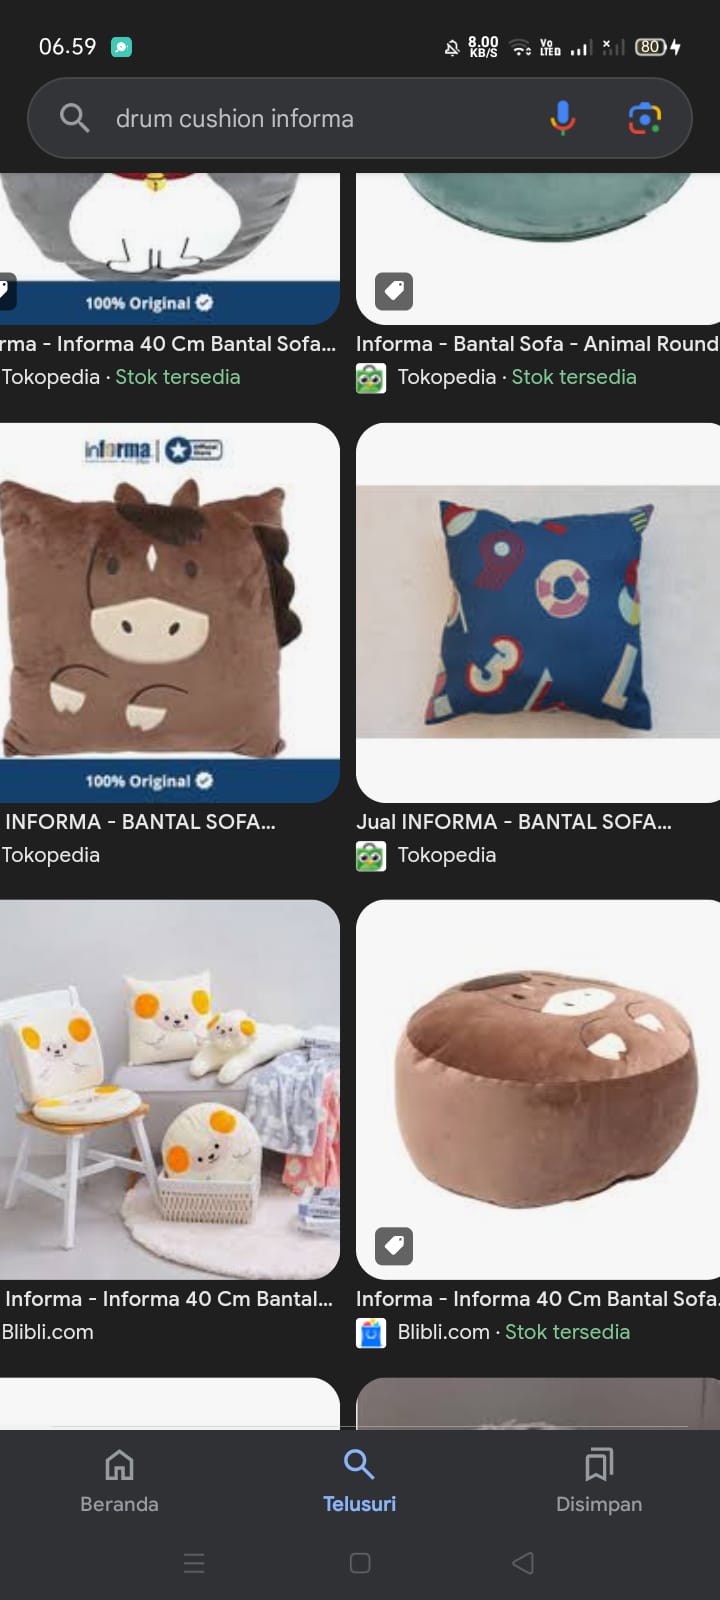 06.59
8.00
KB/S
Vo
LTED
80
drum cushion informa
100% Original
rma - Informa 40 Cm Bantal Sofa...
Tokopedia · Stok tersedia
Informa - Bantal Sofa - Animal Round
Tokopedia · Stok tersedia
informa
100% Original
INFORMA - BANTAL SOFA...
Tokopedia
Jual INFORMA - BANTAL SOFA...
Tokopedia
Informa - Informa 40 Cm Bantal...
Blibli.com
Informa - Informa 40 Cm Bantal Sofa.
Blibli.com · Stok tersedia
Beranda
Telusuri
Disimpan